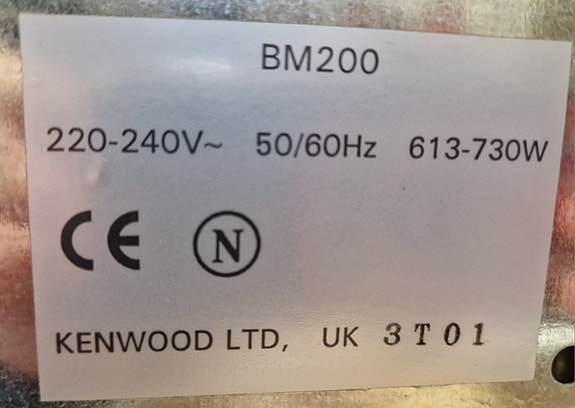 BM200
220-240V~ 50/60Hz 613-730W
CE N
KENWOOD LTD, UK 3T01